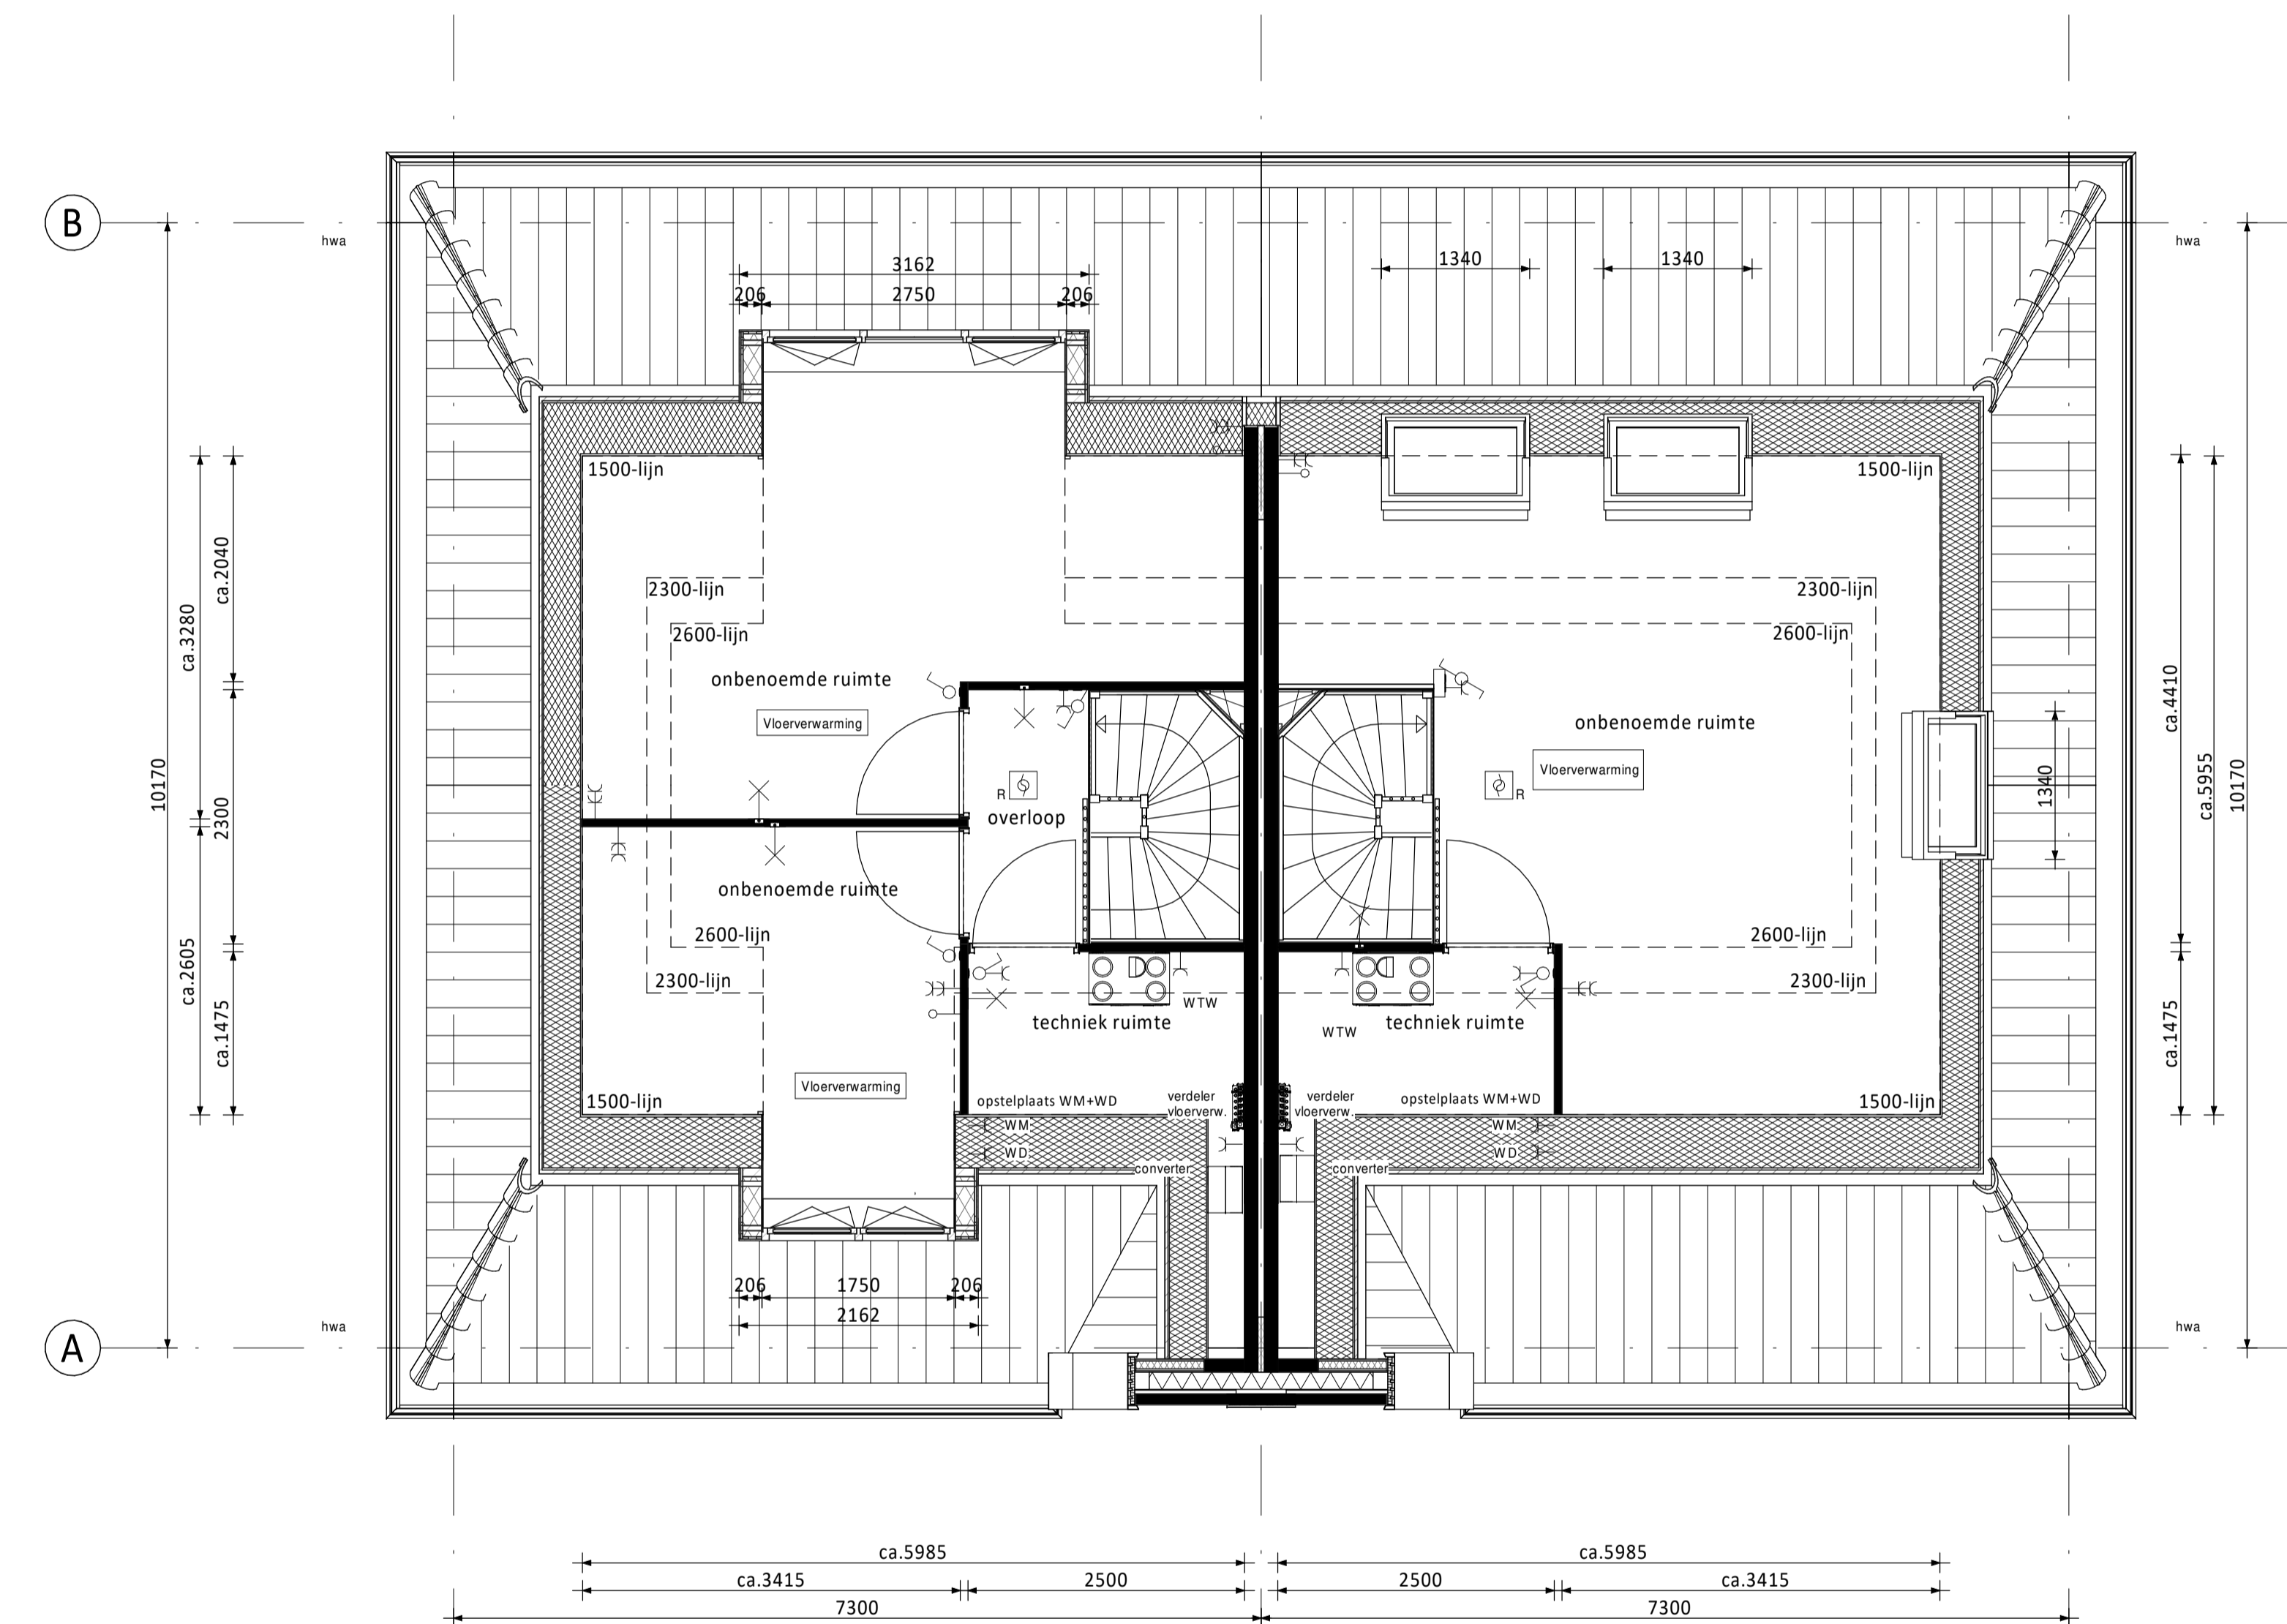 B
hwa
hwa
3162
1340
1340
206
2750
206
1500-lijn
1500-lijn
ca.2040
2300-lijn
2300-lijn
ca.3280
2600-lijn
2600-lijn
onbenoemde ruimte
Vloerverwarming
onbenoemde ruimte
Vloerverwarming
ca.4410
10170
2300
R
R
overloop
1340
ca.5955
10170
onbenoemde ruimte
2600-lijn
2600-lijn
2300-lijn
2300-lijn
ca.2605
ca.1475
WTW
techniek ruimte
WTW
techniek ruimte
ca.1475
Vloerverwarming
1500-lijn
opstelplaats WM+WD
verdeler
vloerverw.
verdeler
vloerverw.
opstelplaats WM+WD
1500-lijn
WM
WM
WD
WD
converter
converter
206
1750
206
2162
hwa
hwa
A
ca.5985
ca.5985
ca.3415
2500
2500
ca.3415
7300
7300